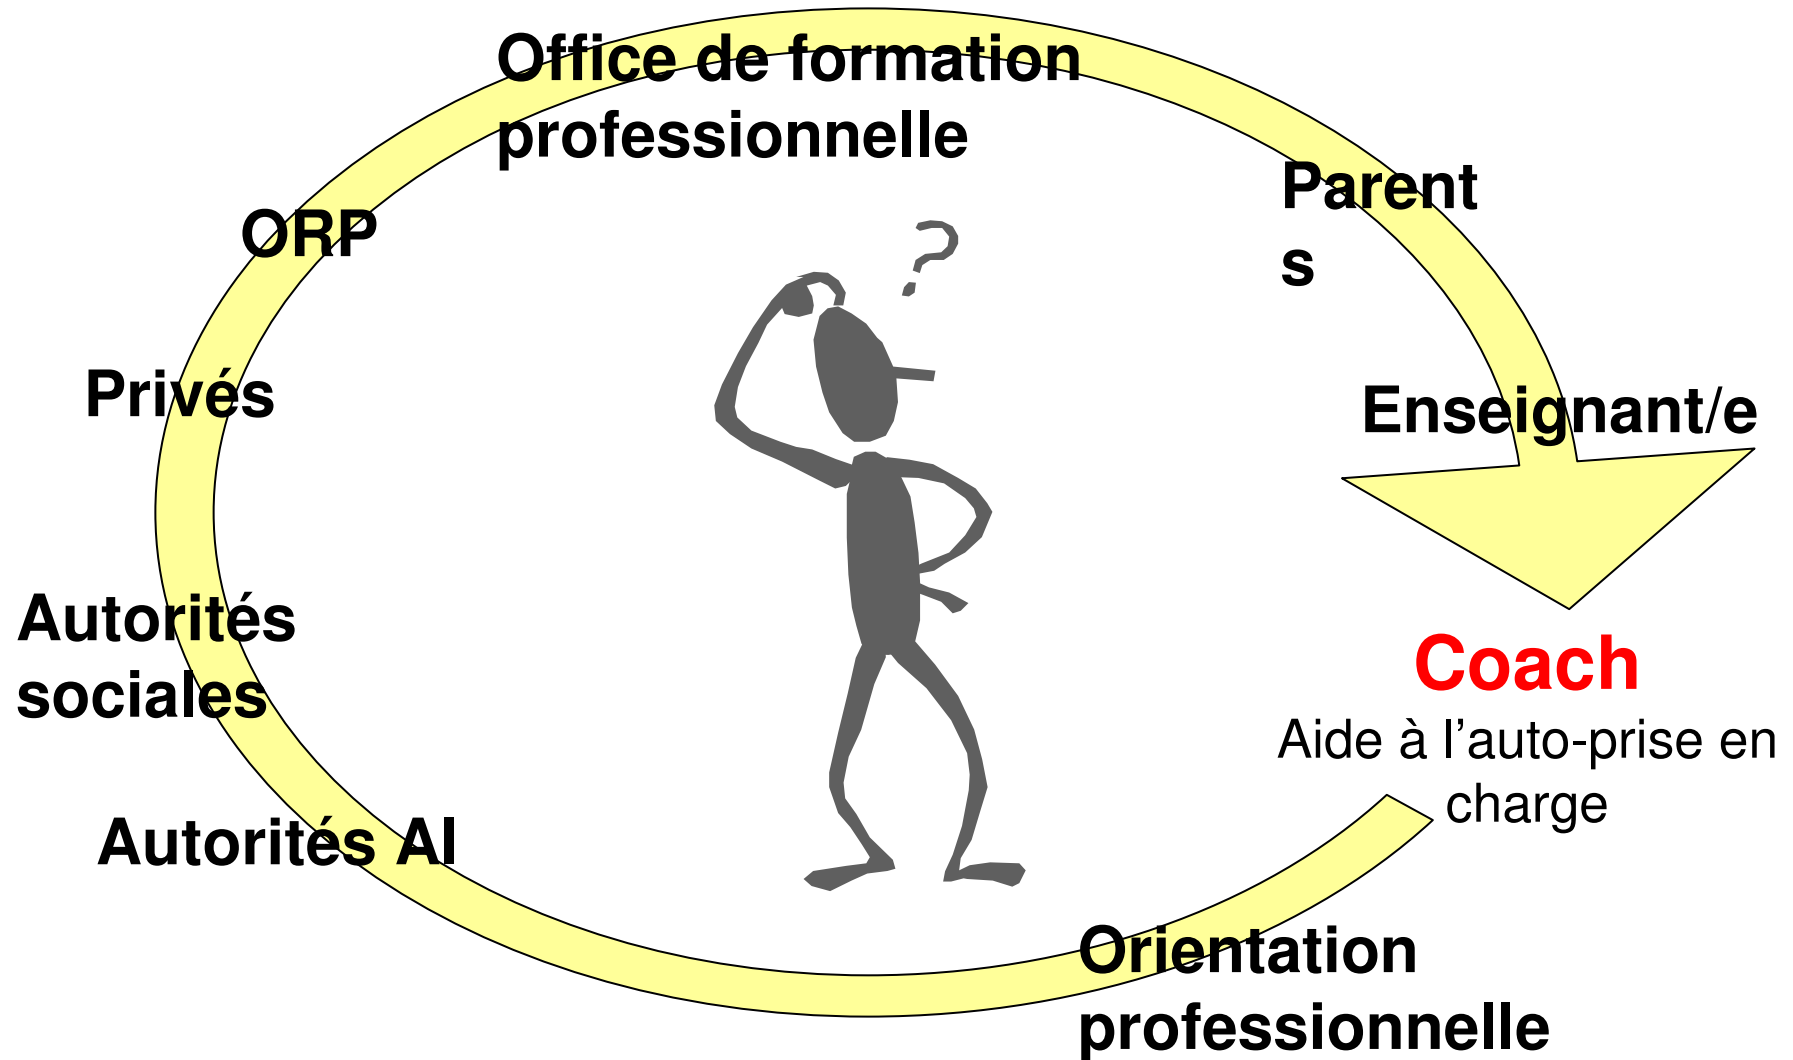 Office de formation
professionnelle
Parent
s
ORP
?
Privés
Enseignant/e
Autorités
sociales
Coach
Aide à l’auto-prise en
charge
Autorités AI
Orientation
professionnelle